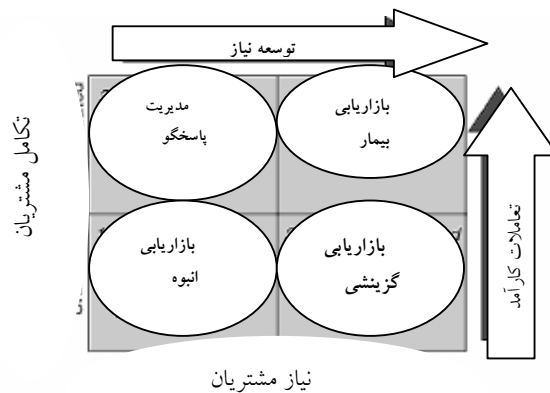 توسعه نیاز
مدیریت
پاسخگو
بازاریابی
بیمار
تکامل مشتریان
تعاملات کارآمد
بازاریابی
انبوه
بازاریابی
گزینشی
نیاز مشتریان